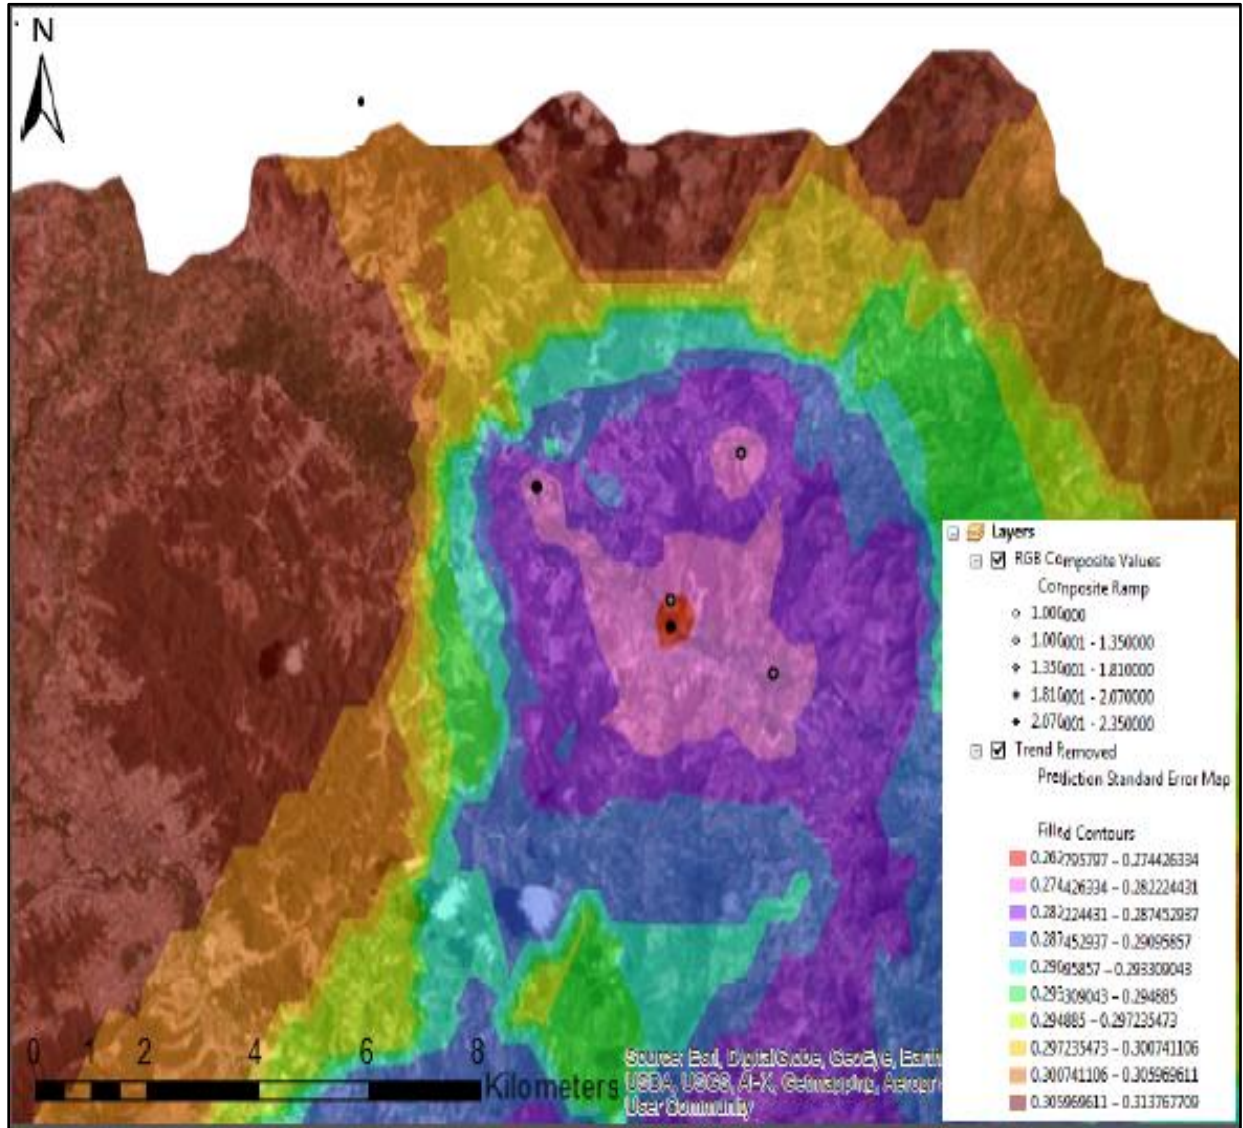 N
Layers
RGB Composite Values
Composite Ramp
1.000000
1.000001 - 1.350000
1.350001 - 1.810000
1.810001 - 2.070000
2.070001 - 2.350000
Trend Removed
Prediction Standard Error Map
Filled Contours
0.262795797 – 0.274426334
0.274426334 – 0.282224431
0.282224431 – 0.287452937
0.287452937 – 0.29095857
0.29095857 – 0.293309043
0.293309043 – 0.294885
0.294885 – 0.297235473
0.297235473 – 0.300741106
0.300741106 – 0.305969611
0.305969611 – 0.313767709
0 1 2 4 6 8
Kilometers
Source: Esri, DigitalGlobe, GeoEye, Earth
USDA, USGS, AEX, Getmapping, Aerogr
User Community